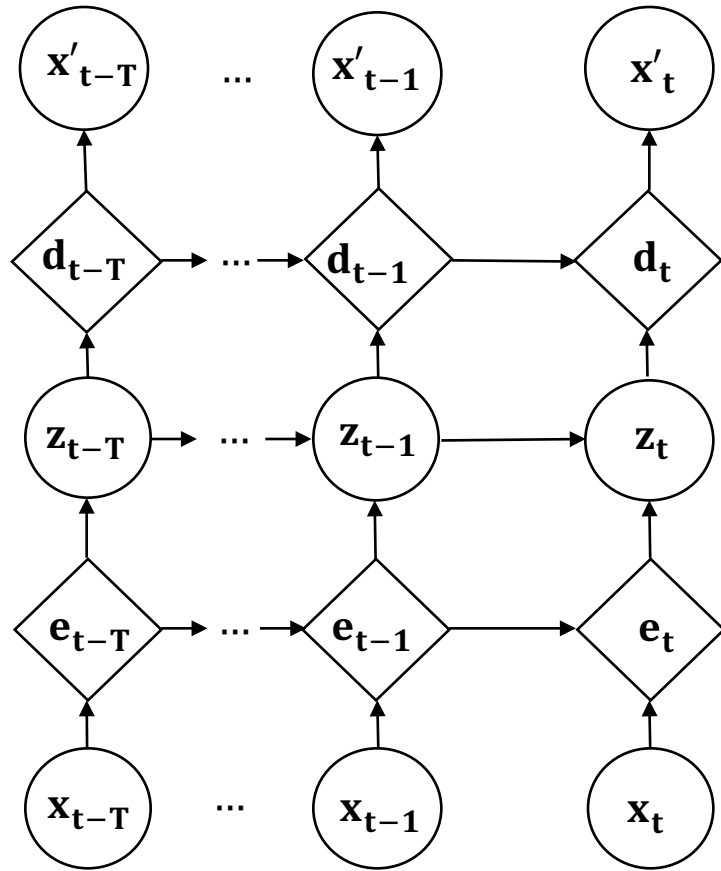 x′t−T ... x′t−1 x′t
dt−T ... dt−1 dt
zt−T ... zt−1 zt
et−T ... et−1 et
xt−T ... xt−1 xt